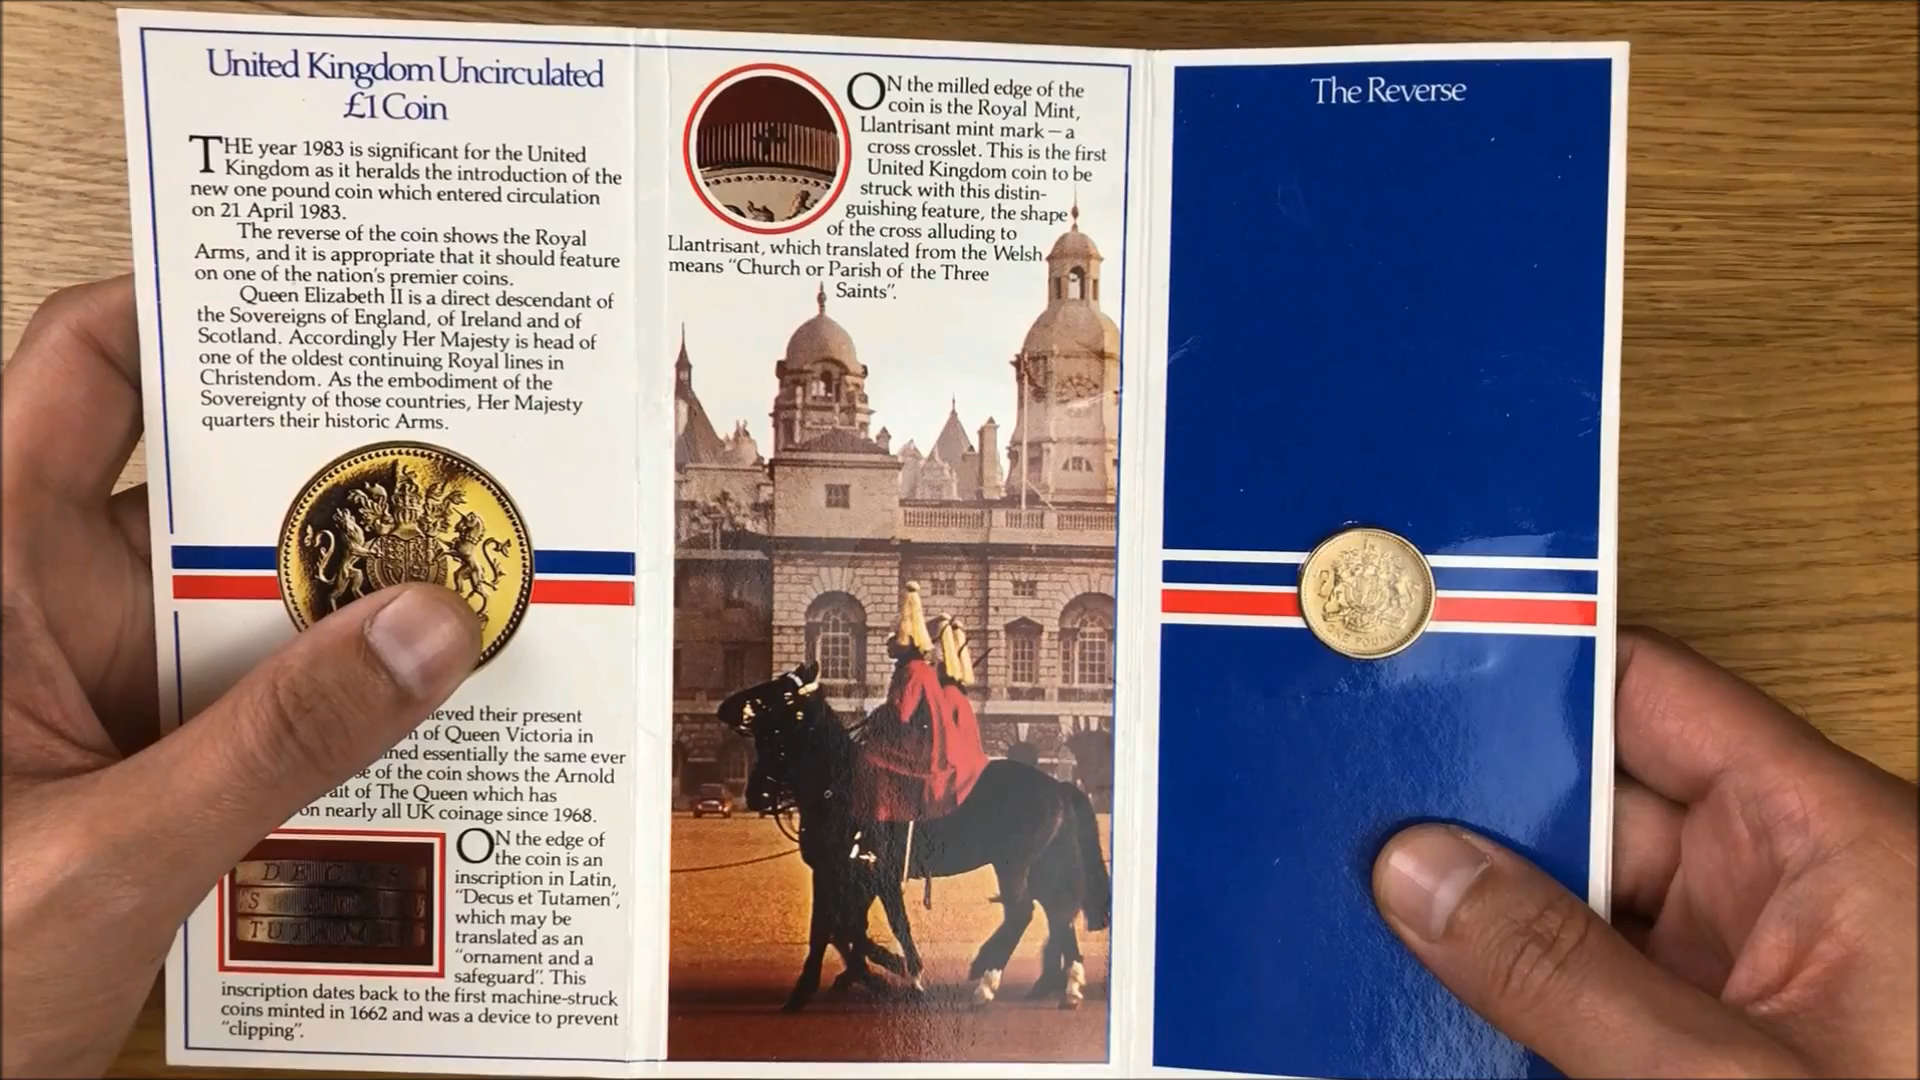 United Kingdom Uncirculated
£1 Coin
THE year 1983 is significant for the United
Kingdom as it heralds the introduction of the
new one pound coin which entered circulation
on 21 April 1983.
The reverse of the coin shows the Royal
Arms, and it is appropriate that it should feature
on one of the nation's premier coins.
Queen Elizabeth II is a direct descendant of
the Sovereigns of England, of Ireland and of
Scotland. Accordingly Her Majesty is head of
one of the oldest continuing Royal lines in
Christendom. As the embodiment of the
Sovereignty of those countries, Her Majesty
quarters their historic Arms.
their present
of Queen Victoria in
essentially the same ever
of the coin shows the Arnold
of The Queen which has
on nearly all UK coinage since 1968.
DECUS
TUTAMEN
ON the edge of
the coin is an
inscription in Latin,
"Decus et Tutamen",
which may be
translated as an
"ornament and a
safeguard". This
inscription dates back to the first machine-struck
coins minted in 1662 and was a device to prevent
"clipping".
ON the milled edge of the
coin is the Royal Mint,
Llantrisant mint mark — a
cross crosslet. This is the first
United Kingdom coin to be
struck with this distin-
guishing feature, the shape
of the cross alluding to
Llantrisant, which translated from the Welsh
means "Church or Parish of the Three
Saints".
The Reverse
ONE POUND